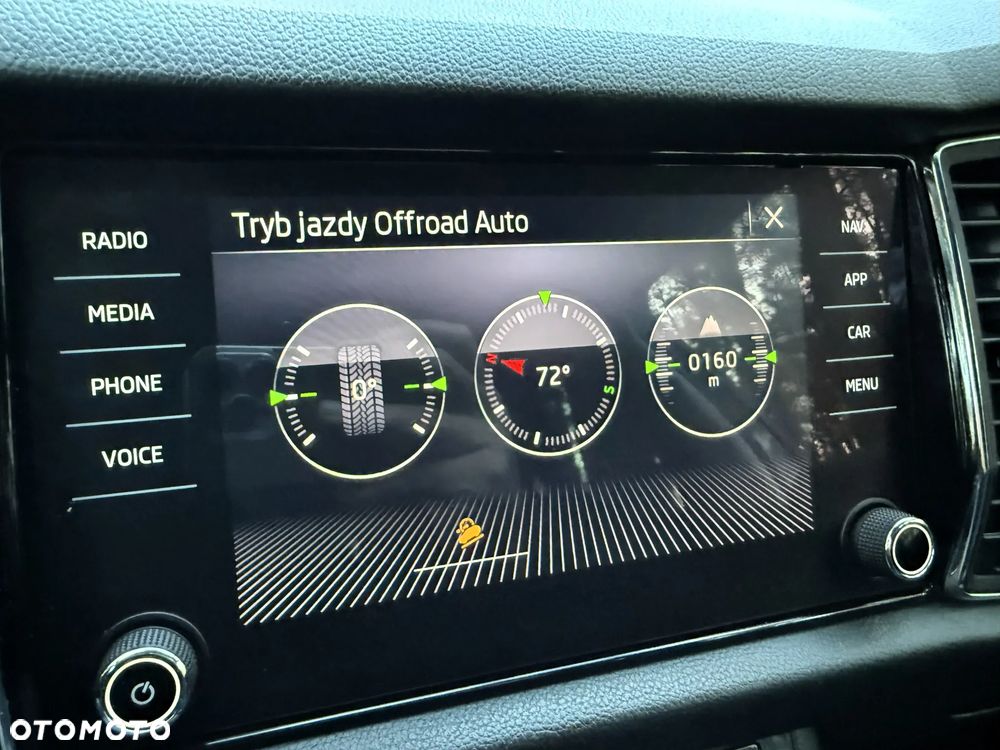 Tryb jazdy Offroad Auto
RADIO
MEDIA
PHONE
VOICE
0°
N
72°
S
0160
m
NAV
APP
CAR
MENU
OTOMOTO